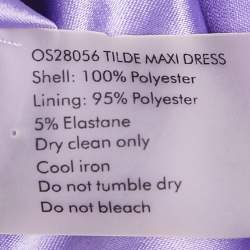 OS28056 TILDE MAXI DRESS
Shell: 100% Polyester
Lining: 95% Polyester
5% Elastane
Dry clean only
Cool iron
Do not tumble dry
Do not bleach